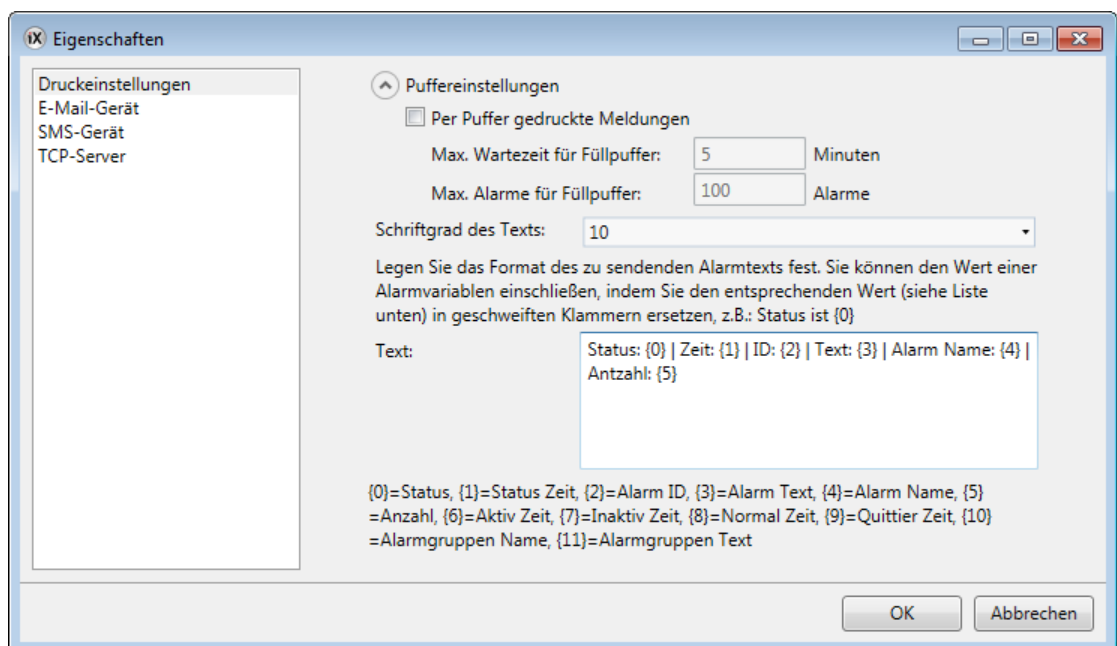 iX Eigenschaften
Druckeinstellungen
E-Mail-Gerät
SMS-Gerät
TCP-Server
Puffereinstellungen
Per Puffer gedruckte Meldungen
Max. Wartezeit für Füllpuffer: 5 Minuten
Max. Alarme für Füllpuffer: 100 Alarme
Schriftgrad des Texts: 10
Legen Sie das Format des zu sendenden Alarmtexts fest. Sie können den Wert einer
Alarmvariablen einschließen, indem Sie den entsprechenden Wert (siehe Liste
unten) in geschweiften Klammern ersetzen, z.B.: Status ist {0}
Text: Status: {0} | Zeit: {1} | ID: {2} | Text: {3} | Alarm Name: {4} |
Antzahl: {5}
{0}=Status, {1}=Status Zeit, {2}=Alarm ID, {3}=Alarm Text, {4}=Alarm Name, {5}
=Anzahl, {6}=Aktiv Zeit, {7}=Inaktiv Zeit, {8}=Normal Zeit, {9}=Quittier Zeit, {10}
=Alarmgruppen Name, {11}=Alarmgruppen Text
OK Abbrechen